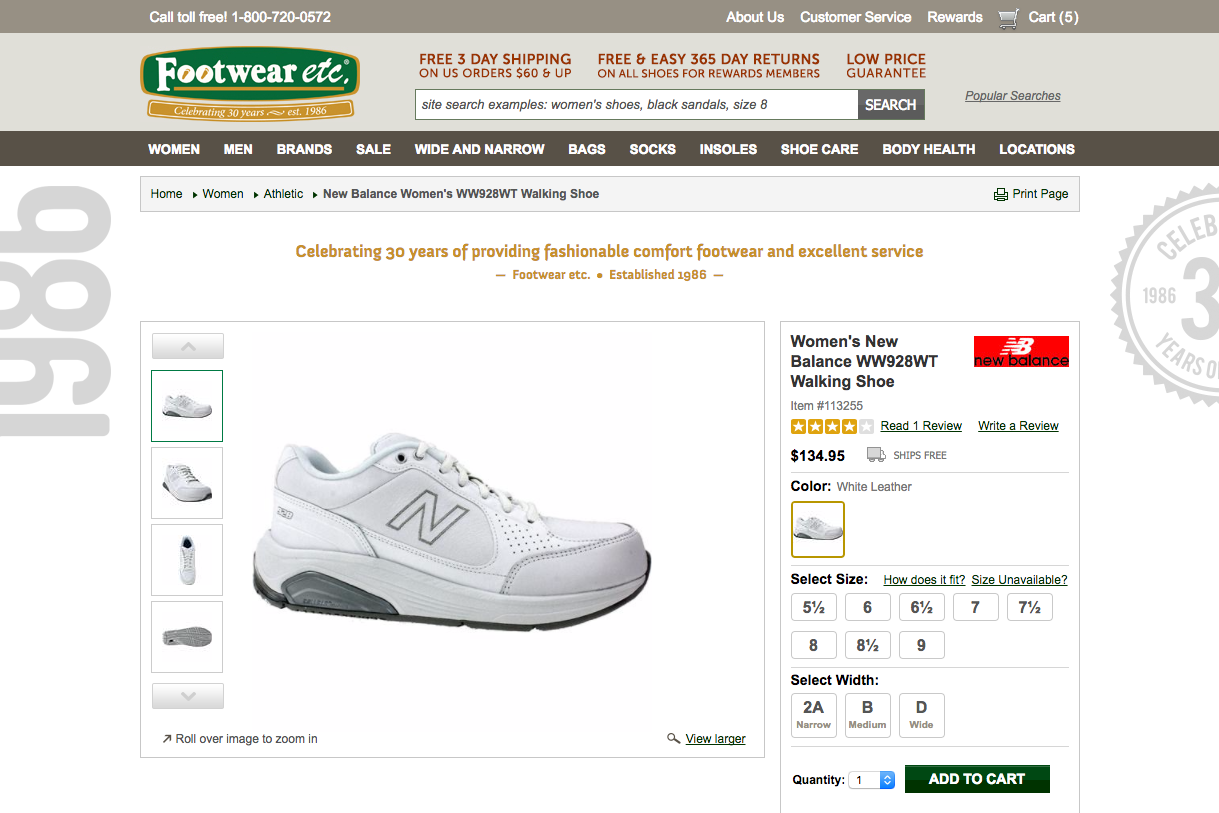 Call toll free! 1-800-720-0572
About Us Customer Service Rewards Cart (5)
Footwear etc.®
Celebrating 30 years est. 1986
FREE 3 DAY SHIPPING
ON US ORDERS $60 & UP
FREE & EASY 365 DAY RETURNS
ON ALL SHOES FOR REWARDS MEMBERS
LOW PRICE
GUARANTEE
site search examples: women's shoes, black sandals, size 8
SEARCH
Popular Searches
WOMEN MEN BRANDS SALE WIDE AND NARROW BAGS SOCKS INSOLES SHOE CARE BODY HEALTH LOCATIONS
Home Women Athletic New Balance Women's WW928WT Walking Shoe
Print Page
1986
Celebrating 30 years of providing fashionable comfort footwear and excellent service
— Footwear etc. • Established 1986 —
CELEB
1986 3
YEARS O
Women's New
Balance WW928WT
Walking Shoe
NB
new balance
Item #113255
Read 1 Review Write a Review
$134.95 SHIPS FREE
Color: White Leather
Select Size: How does it fit? Size Unavailable?
5½ 6 6½ 7 7½
8 8½ 9
Select Width:
2A B D
Narrow Medium Wide
Quantity: 1 ADD TO CART
N
928
Roll over image to zoom in
View larger